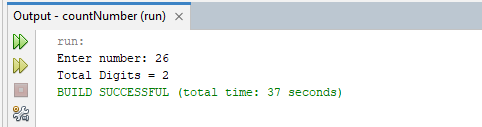 Output - countNumber (run)
run:
Enter number: 26
Total Digits = 2
BUILD SUCCESSFUL (total time: 37 seconds)